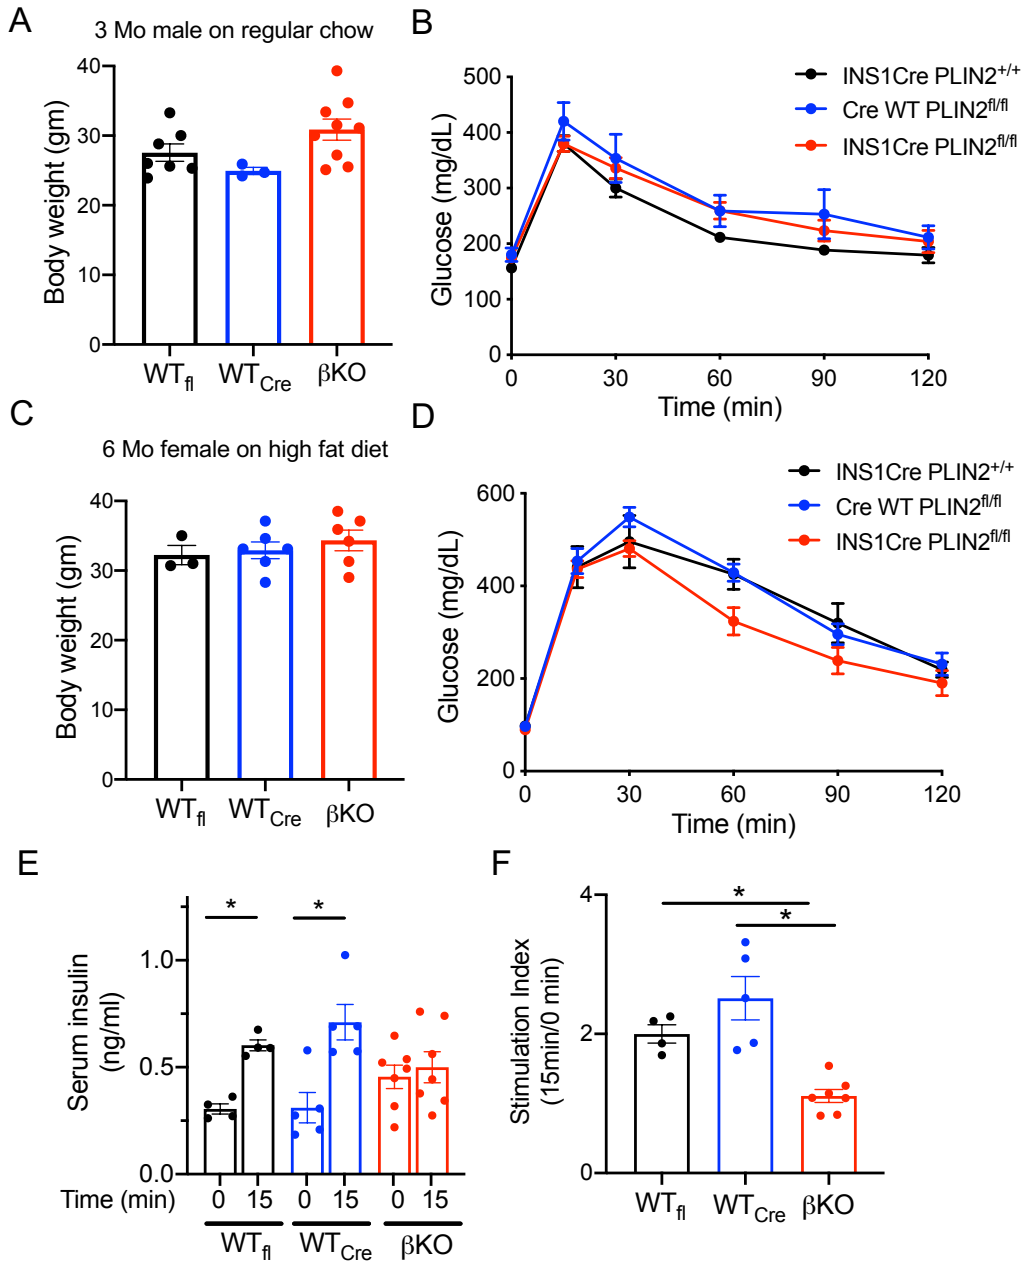 A
3 Mo male on regular chow
Body weight (gm)
40
30
20
10
0
WTfl
WTCre
βKO
B
INS1Cre PLIN2+/+
Cre WT PLIN2fl/fl
INS1Cre PLIN2fl/fl
Glucose (mg/dL)
500
400
300
200
100
0
0 30 60 90 120
Time (min)
C
6 Mo female on high fat diet
Body weight (gm)
40
30
20
10
0
WTfl
WTCre
βKO
D
INS1Cre PLIN2+/+
Cre WT PLIN2fl/fl
INS1Cre PLIN2fl/fl
Glucose (mg/dL)
600
400
200
0
0 30 60 90 120
Time (min)
E
Serum insulin
(ng/ml)
* *
1.0
0.5
0.0
Time (min) 0 15 0 15 0 15
WTfl WTCre βKO
F
Stimulation Index
(15min/0 min)
*
*
4
2
0
WTfl WTCre βKO